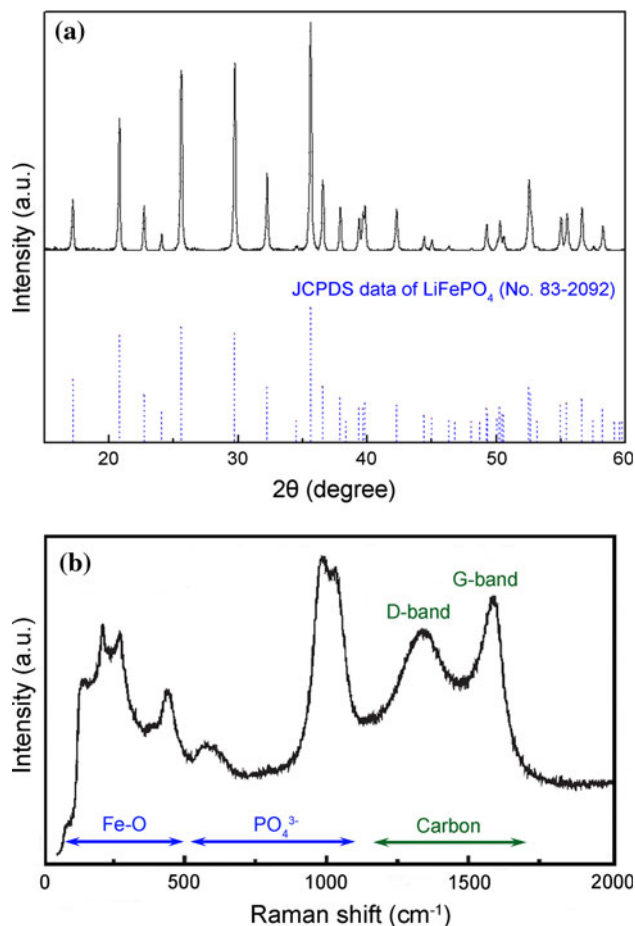 (a)
Intensity (a.u.)
JCPDS data of LiFePO₄ (No. 83-2092)
20 30 40 50 60
2θ (degree)
(b)
G-band
D-band
Intensity (a.u.)
Fe-O PO₄³⁻ Carbon
0 500 1000 1500 2000
Raman shift (cm⁻¹)